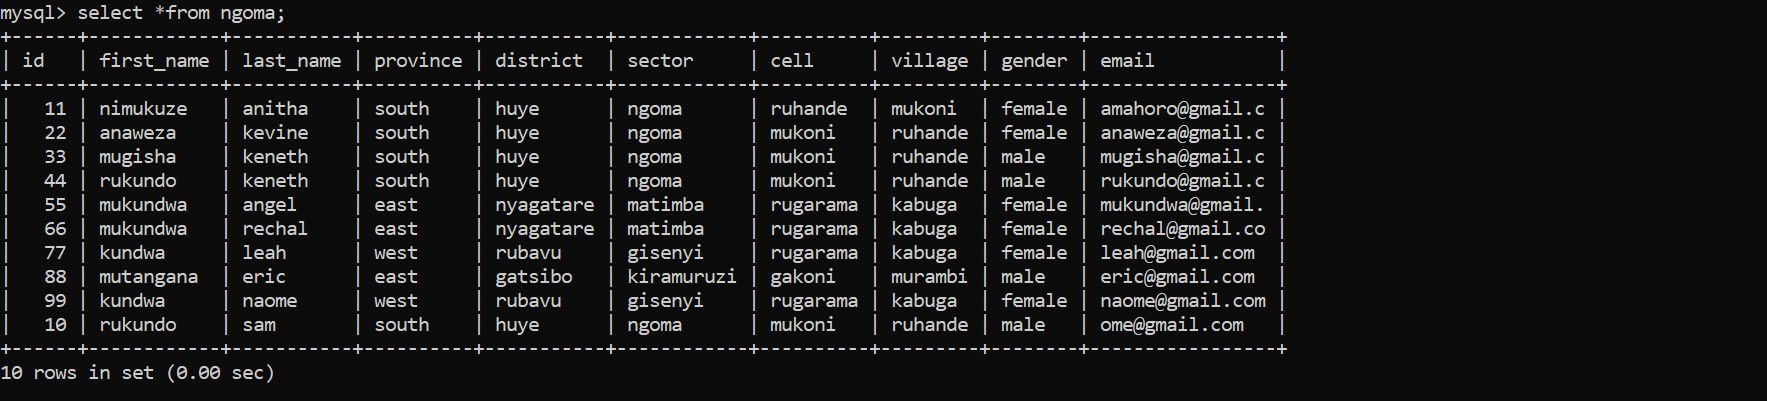 mysql> select *from ngoma;
+------+------------+-----------+----------+-----------+------------+----------+---------+--------+-----------------+
| id   | first_name | last_name | province | district  | sector     | cell     | village | gender | email           |
+------+------------+-----------+----------+-----------+------------+----------+---------+--------+-----------------+
|   11 | nimukuze   | anitha    | south    | huye      | ngoma      | ruhande  | mukoni  | female | amahoro@gmail.c |
|   22 | anaweza    | kevine    | south    | huye      | ngoma      | mukoni   | ruhande | female | anaweza@gmail.c |
|   33 | mugisha    | keneth    | south    | huye      | ngoma      | mukoni   | ruhande | male   | mugisha@gmail.c |
|   44 | rukundo    | keneth    | south    | huye      | ngoma      | mukoni   | ruhande | male   | rukundo@gmail.c |
|   55 | mukundwa   | angel     | east     | nyagatare | matimba    | rugarama | kabuga  | female | mukundwa@gmail. |
|   66 | mukundwa   | rechal    | east     | nyagatare | matimba    | rugarama | kabuga  | female | rechal@gmail.co |
|   77 | kundwa     | leah      | west     | rubavu    | gisenyi    | rugarama | kabuga  | female | leah@gmail.com  |
|   88 | mutangana  | eric      | east     | gatsibo   | kiramuruzi | gakoni   | murambi | male   | eric@gmail.com  |
|   99 | kundwa     | naome     | west     | rubavu    | gisenyi    | rugarama | kabuga  | female | naome@gmail.com |
|   10 | rukundo    | sam       | south    | huye      | ngoma      | mukoni   | ruhande | male   | ome@gmail.com   |
+------+------------+-----------+----------+-----------+------------+----------+---------+--------+-----------------+
10 rows in set (0.00 sec)